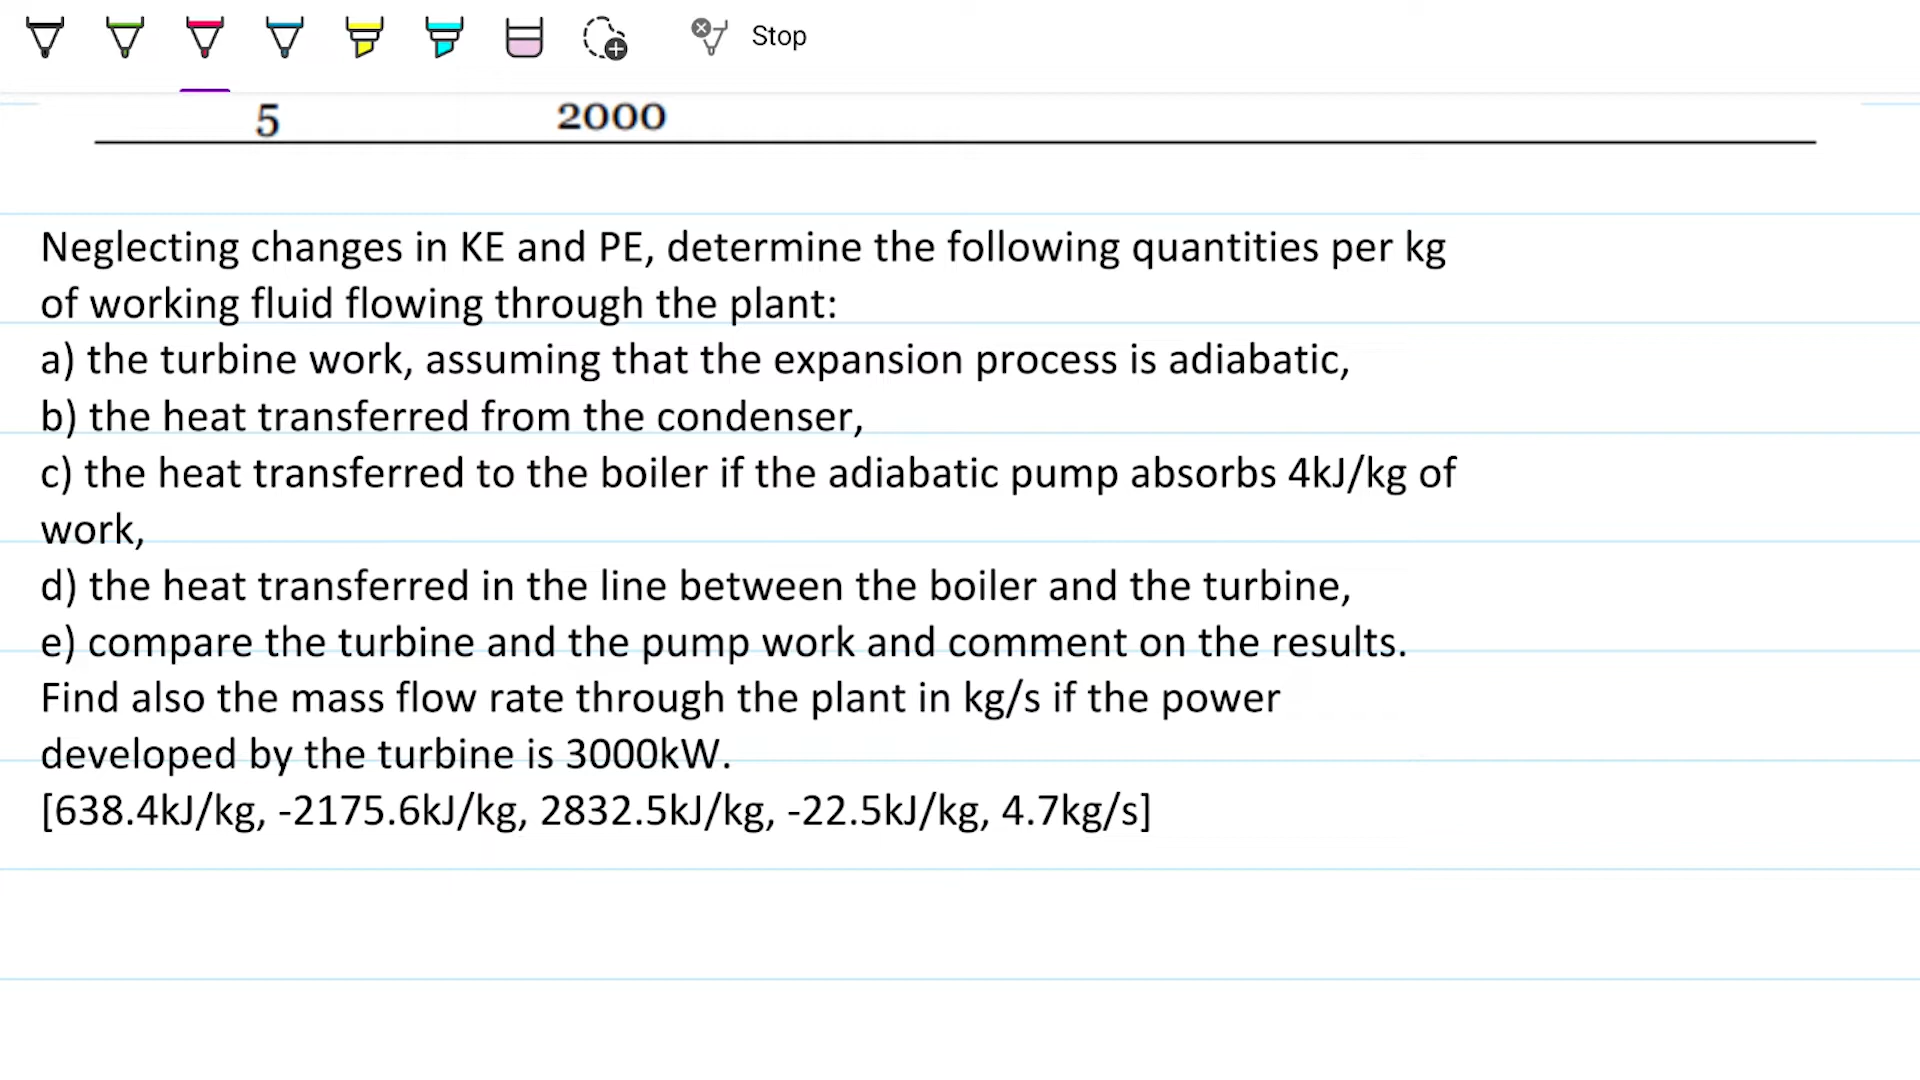 Stop
5 2000
Neglecting changes in KE and PE, determine the following quantities per kg
of working fluid flowing through the plant:
a) the turbine work, assuming that the expansion process is adiabatic,
b) the heat transferred from the condenser,
c) the heat transferred to the boiler if the adiabatic pump absorbs 4kJ/kg of
work,
d) the heat transferred in the line between the boiler and the turbine,
e) compare the turbine and the pump work and comment on the results.
Find also the mass flow rate through the plant in kg/s if the power
developed by the turbine is 3000kW.
[638.4kJ/kg, -2175.6kJ/kg, 2832.5kJ/kg, -22.5kJ/kg, 4.7kg/s]